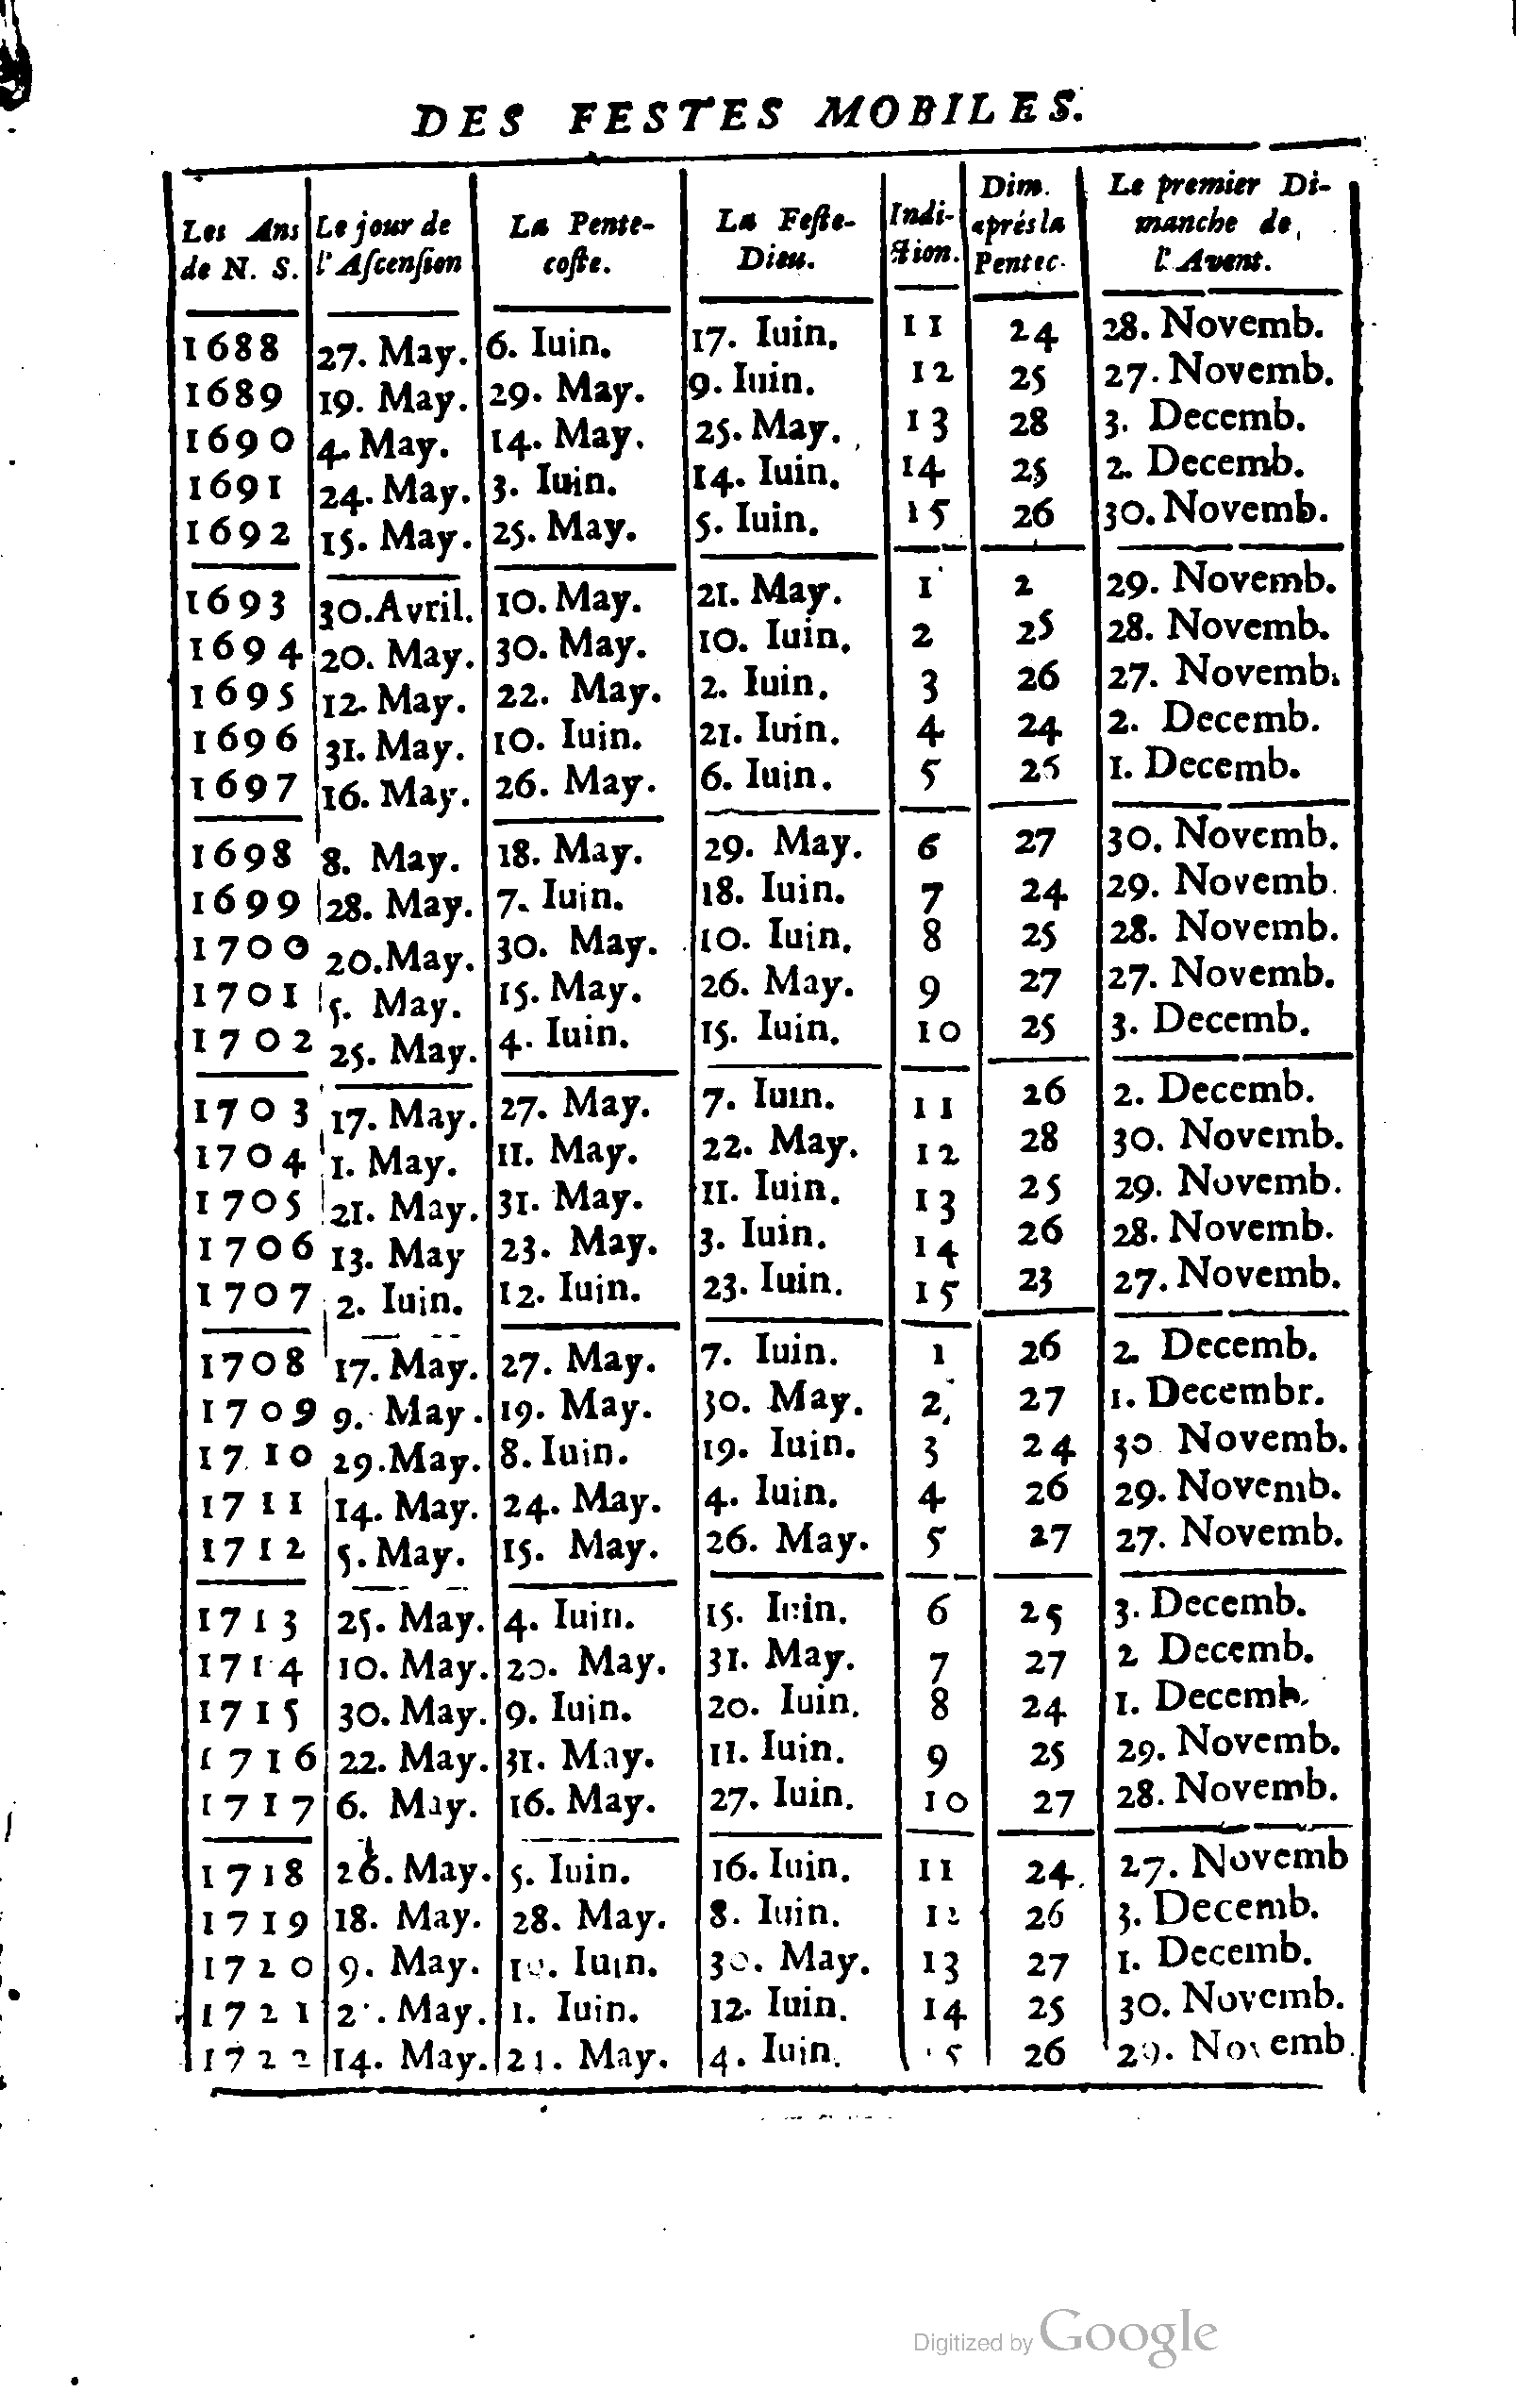 DES FESTES MOBILES.
Les Ans de N. S. | Le jour de l'Aſcenſion | La Pente-coſte. | La Feſte-Dieu. | Indi-ction. | Dim. aprés la Pentec. | Le premier Di-manche de l'Avent.
1688 27. May. 6. Iuin. 17. Iuin. 11 24 28. Novemb.
1689 19. May. 29. May. 9. Iuin. 12 25 27. Novemb.
1690 4. May. 14. May. 25. May. 13 28 3. Decemb.
1691 24. May. 3. Iuin. 14. Iuin. 14 25 2. Decemb.
1692 15. May. 25. May. 5. Iuin. 15 26 30. Novemb.
1693 30. Avril. 10. May. 21. May. 1 2 29. Novemb.
1694 20. May. 30. May. 10. Iuin. 2 25 28. Novemb.
1695 12. May. 22. May. 2. Iuin. 3 26 27. Novemb.
1696 31. May. 10. Iuin. 21. Iuin. 4 24 2. Decemb.
1697 16. May. 26. May. 6. Iuin. 5 26 1. Decemb.
1698 8. May. 18. May. 29. May. 6 27 30. Novemb.
1699 28. May. 7. Iuin. 18. Iuin. 7 24 29. Novemb.
1700 20. May. 30. May. 10. Iuin. 8 25 28. Novemb.
1701 5. May. 15. May. 26. May. 9 27 27. Novemb.
1702 25. May. 4. Iuin. 15. Iuin. 10 25 3. Decemb.
1703 17. May. 27. May. 7. Iuin. 11 26 2. Decemb.
1704 1. May. 11. May. 22. May. 12 28 30. Novemb.
1705 21. May. 31. May. 11. Iuin. 13 25 29. Novemb.
1706 13. May 23. May. 3. Iuin. 14 26 28. Novemb.
1707 2. Iuin. 12. Iuin. 23. Iuin. 15 23 27. Novemb.
1708 17. May. 27. May. 7. Iuin. 1 26 2. Decemb.
1709 9. May. 19. May. 30. May. 2 27 1. Decembr.
1710 29. May. 8. Iuin. 19. Iuin. 3 24 30 Novemb.
1711 14. May. 24. May. 4. Iuin. 4 26 29. Novemb.
1712 5. May. 15. May. 26. May. 5 27 27. Novemb.
1713 25. May. 4. Iuin. 15. Iuin. 6 25 3. Decemb.
1714 10. May. 20. May. 31. May. 7 27 2 Decemb.
1715 30. May. 9. Iuin. 20. Iuin. 8 24 1. Decemb.
1716 22. May. 31. May. 11. Iuin. 9 25 29. Novemb.
1717 6. May. 16. May. 27. Iuin. 10 27 28. Novemb.
1718 26. May. 5. Iuin. 16. Iuin. 11 24. 27. Novemb
1719 18. May. 28. May. 8. Iuin. 12 26 3. Decemb.
1720 9. May. Iuin. 30. May. 13 27 1. Decemb.
1721 May. 1. Iuin. 12. Iuin. 14 25 30. Novemb.
1722 14. May. 24. May. 4. Iuin. 26 29. Novemb.
Digitized by Google